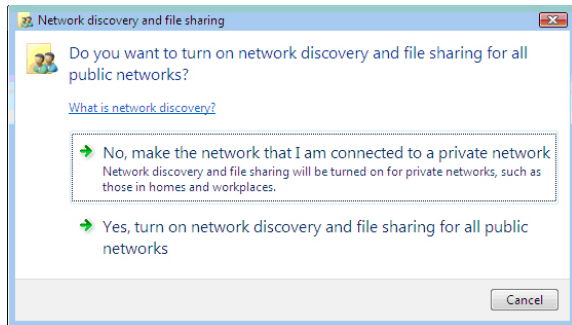 Network discovery and file sharing
Do you want to turn on network discovery and file sharing for all
public networks?
What is network discovery?
No, make the network that I am connected to a private network
Network discovery and file sharing will be turned on for private networks, such as
those in homes and workplaces.
Yes, turn on network discovery and file sharing for all public
networks
Cancel